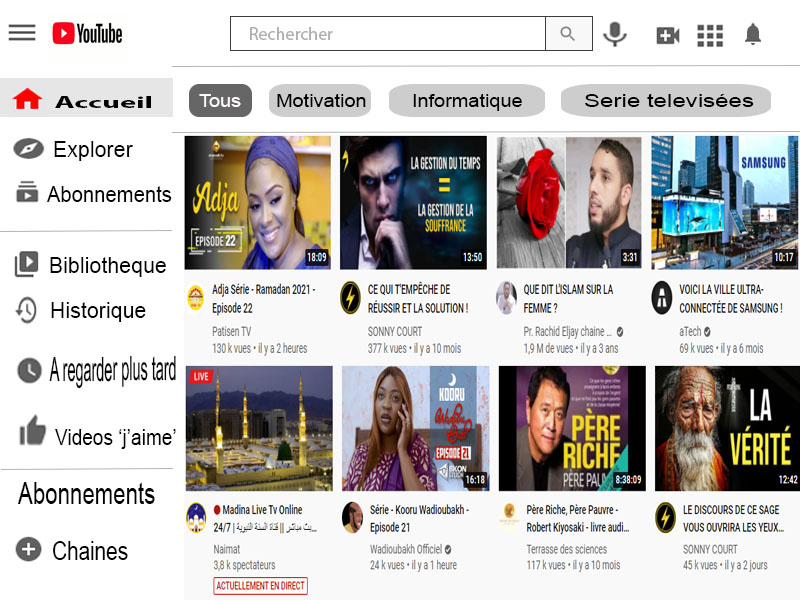 YouTube
Rechercher
Accueil
Explorer
Abonnements
Bibliotheque
Historique
A regarder plus tard
Videos ‘j’aime’
Abonnements
Chaines
Tous
Motivation
Informatique
Serie televisées
Adja
EPISODE 22
18:09
LA GESTION DU TEMPS
=
LA GESTION DE LA
SOUFFRANCE
13:50
3:31
SAMSUNG
10:17
Adja Série - Ramadan 2021 -
Episode 22
Patisen TV
130 k vues • il y a 2 heures
CE QUI T'EMPÊCHE DE
RÉUSSIR ET LA SOLUTION !
SONNY COURT
377 k vues • il y a 10 mois
QUE DIT L'ISLAM SUR LA
FEMME ?
Pr. Rachid Eljay chaine ...
1,9 M de vues • il y a 3 ans
VOICI LA VILLE ULTRA-
CONNECTÉE DE SAMSUNG !
aTech
69 k vues • il y a 6 mois
LIVE
KOORU
Wadioubakh
EPISODE 21
16:18
PÈRE
RICHE
PÈRE PAU
8:38:09
LA
VÉRITÉ
12:42
Madina Live Tv Online
24/7 | قناة السنة النبوية || بث مباشر...
Naimat
3,8 k spectateurs
ACTUELLEMENT EN DIRECT
Série - Kooru Wadioubakh -
Episode 21
Wadioubakh Officiel
24 k vues • il y a 1 heure
Père Riche, Père Pauvre -
Robert Kiyosaki - livre audi...
Terrasse des sciences
117 k vues • il y a 10 mois
LE DISCOURS DE CE SAGE
VOUS OUVRIRA LES YEUX...
SONNY COURT
45 k vues • il y a 2 jours